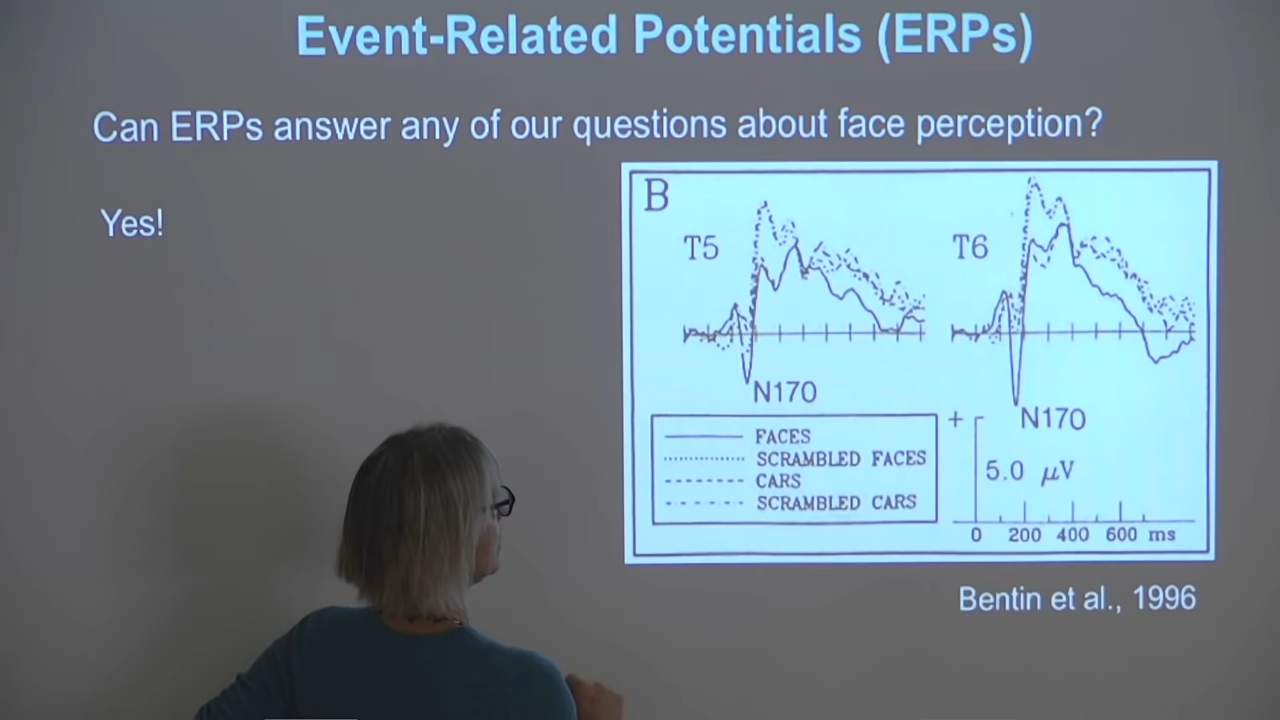 Event-Related Potentials (ERPs)
Can ERPs answer any of our questions about face perception?
Yes!
B
T5
T6
N170
N170
FACES
SCRAMBLED FACES
CARS
SCRAMBLED CARS
+
5.0 μV
0 200 400 600 ms
Bentin et al., 1996